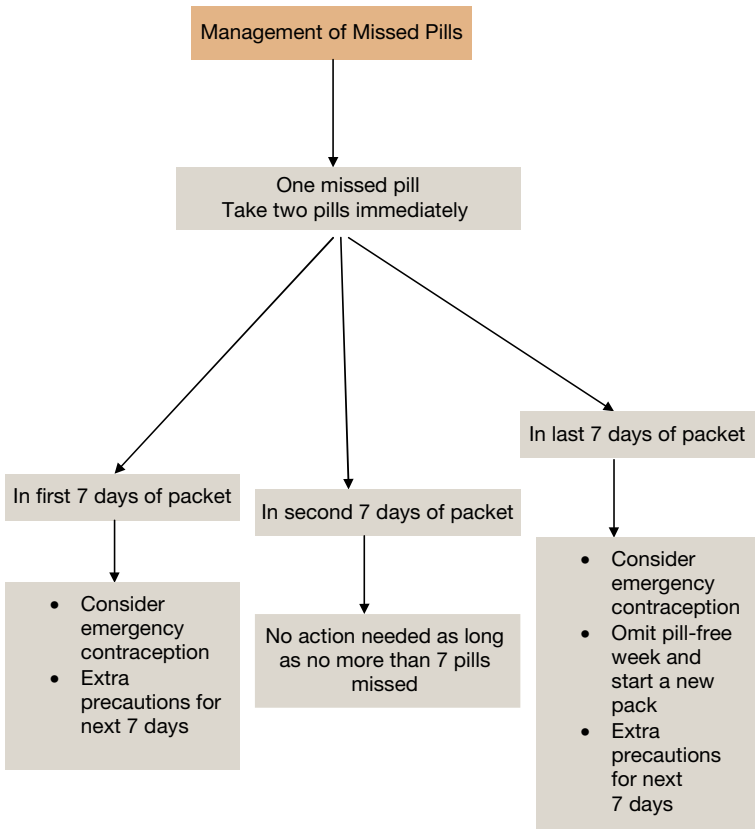 Management of Missed Pills
One missed pill
Take two pills immediately
In first 7 days of packet
• Consider
emergency
contraception
• Extra
precautions for
next 7 days
In second 7 days of packet
No action needed as long
as no more than 7 pills
missed
In last 7 days of packet
• Consider
emergency
contraception
• Omit pill-free
week and
start a new
pack
• Extra
precautions
for next
7 days